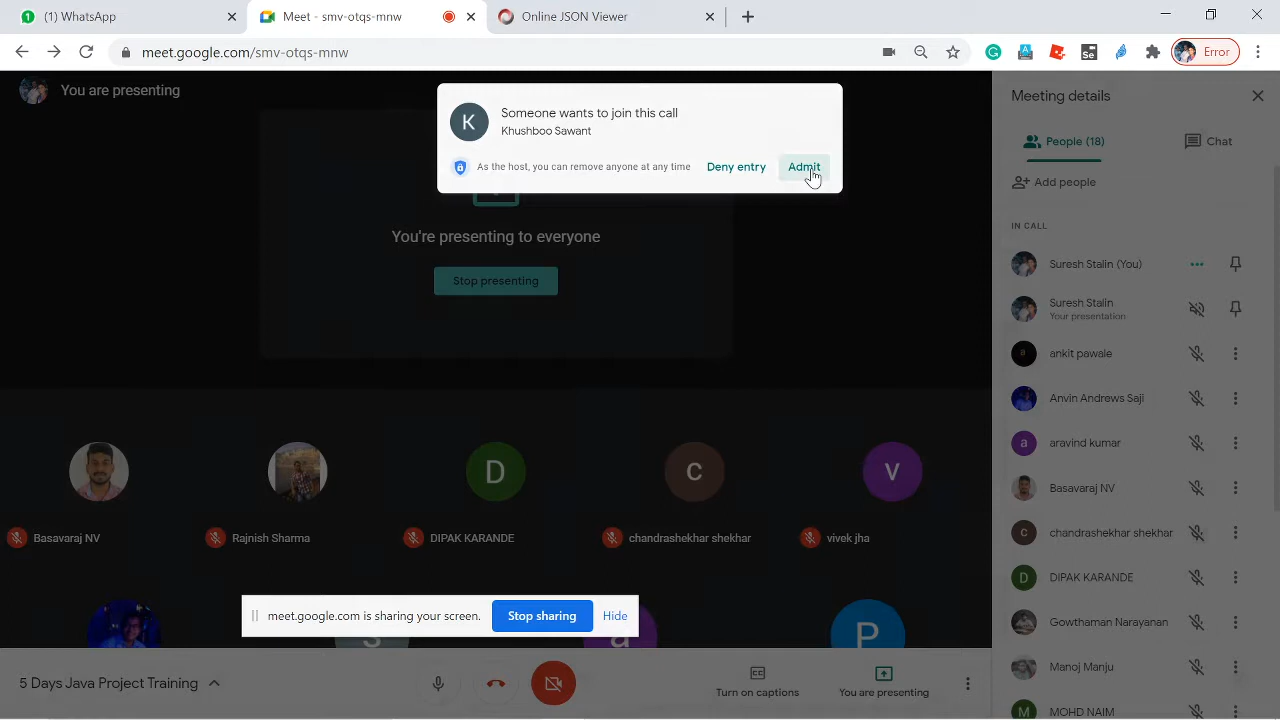 (1) WhatsApp
Meet - smv-otqs-mnw
Online JSON Viewer
meet.google.com/smv-otqs-mnw
Error
You are presenting
K
Someone wants to join this call
Khushboo Sawant
As the host, you can remove anyone at any time
Deny entry
Admit
You're presenting to everyone
Stop presenting
D
c
v
Basavaraj NV
Rajnish Sharma
DIPAK KARANDE
chandrashekhar shekhar
vivek jha
P
meet.google.com is sharing your screen.
Stop sharing
Hide
5 Days Java Project Training
Turn on captions
You are presenting
Meeting details
People (18)
Chat
Add people
IN CALL
Suresh Stalin (You)
Suresh Stalin
Your presentation
a
ankit pawale
Anvin Andrews Saji
a
aravind kumar
Basavaraj NV
c
chandrashekhar shekhar
D
DIPAK KARANDE
Gowthaman Narayanan
Manoj Manju
M
MOHD NAIM